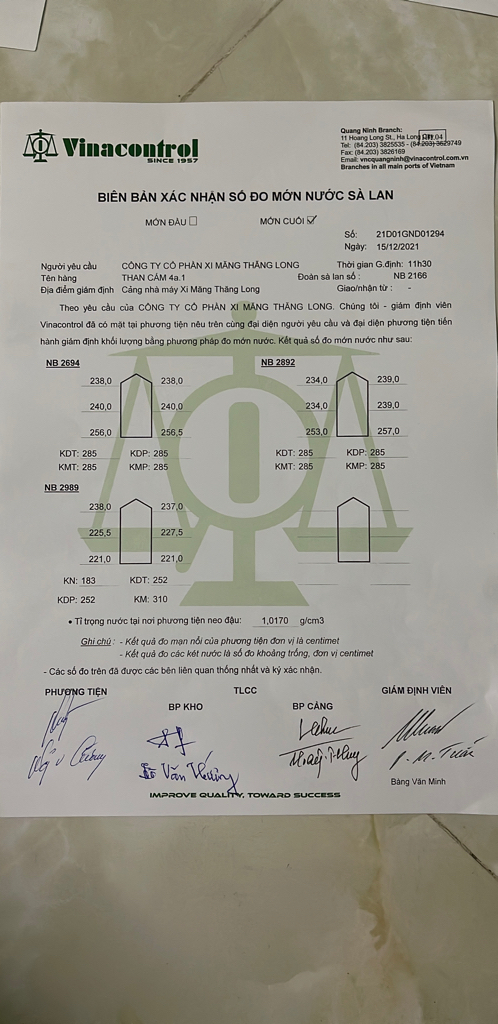 Vinacontrol
SINCE 1957
Quang Ninh Branch:
11 Hoang Long St., Ha Long City
Tel: (84.203) 3825535 - (84.203) 3629749
Fax: (84.203) 3826169
Email: vncquangninh@vinacontrol.com.vn
Branches in all main ports of Vietnam
BIÊN BẢN XÁC NHẬN SỐ ĐO MỚN NƯỚC SÀ LAN
MỚN ĐẦU ☐ MỚN CUỐI ☑
Số: 21D01GND01294
Ngày: 15/12/2021
Người yêu cầu CÔNG TY CỔ PHẦN XI MĂNG THĂNG LONG Thời gian G.định: 11h30
Tên hàng THAN CÁM 4a.1 Đoàn sà lan số: NB 2166
Địa điểm giám định Cảng nhà máy Xi Măng Thăng Long Giao/nhận từ: -
Theo yêu cầu của CÔNG TY CỔ PHẦN XI MĂNG THĂNG LONG. Chúng tôi - giám định viên
Vinacontrol đã có mặt tại phương tiện nêu trên cùng đại diện người yêu cầu và đại diện phương tiện tiến
hành giám định khối lượng bằng phương pháp đo mớn nước. Kết quả số đo mớn nước như sau:
NB 2694 NB 2892
238,0 238,0 234,0 239,0
240,0 240,0 234,0 239,0
256,0 256,5 253,0 257,0
KDT: 285 KDP: 285 KDT: 285 KDP: 285
KMT: 285 KMP: 285 KMT: 285 KMP: 285
NB 2989
238,0 237,0
225,5 227,5
221,0 221,0
KN: 183 KDT: 252
KDP: 252 KM: 310
• Tỉ trọng nước tại nơi phương tiện neo đậu: 1,0170 g/cm3
Ghi chú: - Kết quả đo mạn nổi của phương tiện đơn vị là centimet
- Kết quả đo các két nước là số đo khoảng trống, đơn vị centimet
- Các số đo trên đã được các bên liên quan thống nhất và ký xác nhận.
PHƯƠNG TIỆN TLCC GIÁM ĐỊNH VIÊN
BP KHO BP CẢNG
Văn Hướng
Bàng Văn Minh
IMPROVE QUALITY, TOWARD SUCCESS